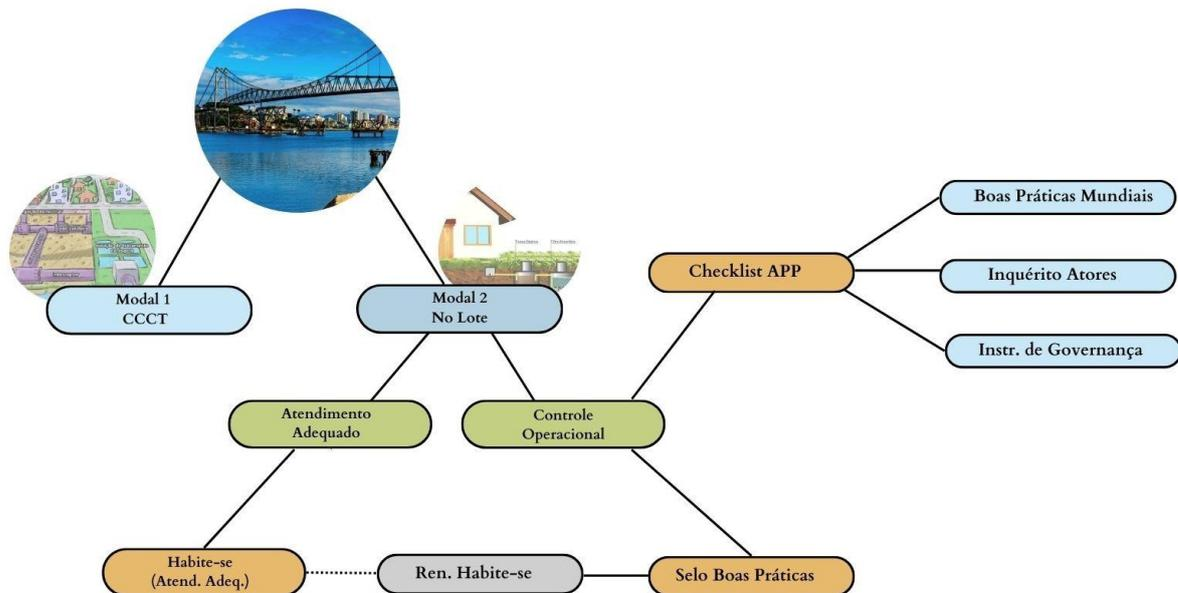 Boas Práticas Mundiais
Checklist APP
Inquérito Atores
Modal 1
CCCT
Modal 2
No Lote
Instr. de Governança
Atendimento
Adequado
Controle
Operacional
Habite-se
(Atend. Adeq.)
Ren. Habite-se
Selo Boas Práticas